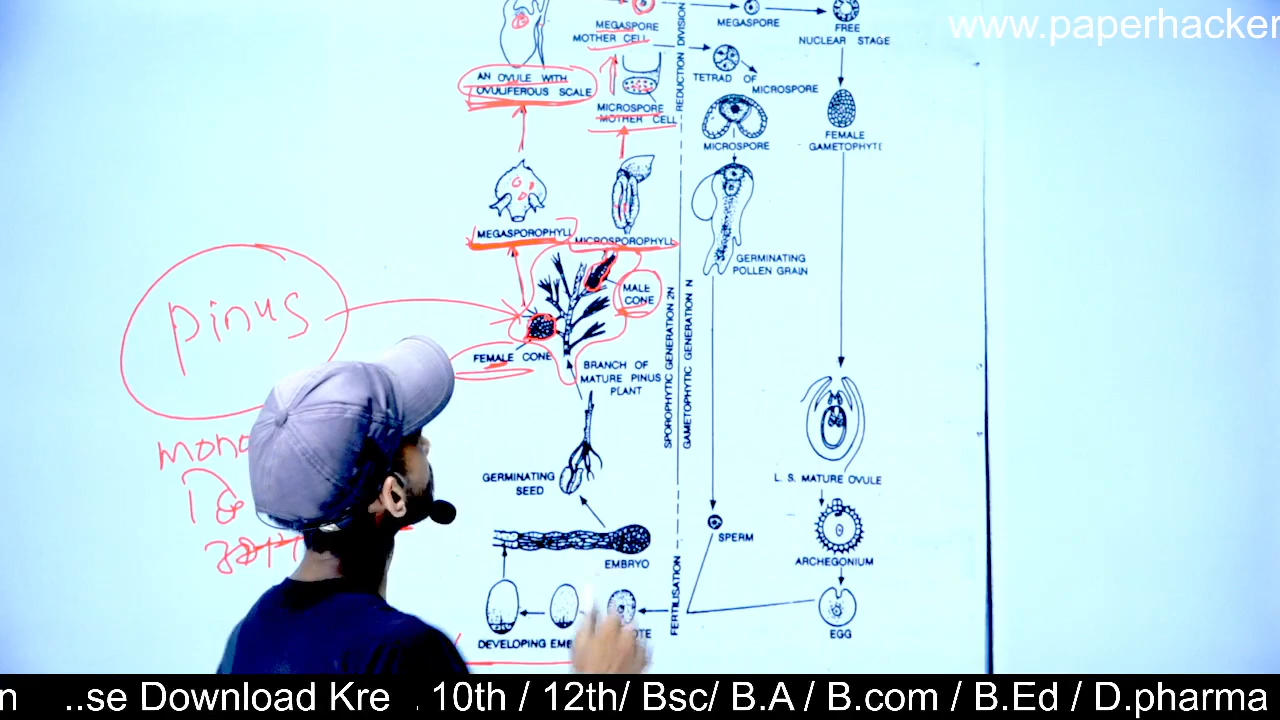 www.paperhacker
MEGASPORE
MOTHER CELL
MEGASPORE
FREE
NUCLEAR STAGE
AN OVULE WITH
OVULIFEROUS SCALE
MICROSPORE
MOTHER CELL
REDUCTION DIVISION
TETRAD OF
MICROSPORE
MICROSPORE
FEMALE
GAMETOPHYTE
MEGASPOROPHYLL
MICROSPOROPHYLL
GERMINATING
POLLEN GRAIN
Pinus
MALE
CONE
FEMALE CONE
BRANCH OF
MATURE PINUS
PLANT
SPOROPHYTIC GENERATION 2N
GAMETOPHYTIC GENERATION N
mono
GERMINATING
SEED
L. S. MATURE OVULE
SPERM
EMBRYO
ARCHEGONIUM
FERTILISATION
DEVELOPING EMB
OTE
EGG
n ..se Download Kre . 10th / 12th/ Bsc/ B.A / B.com / B.Ed / D.pharma